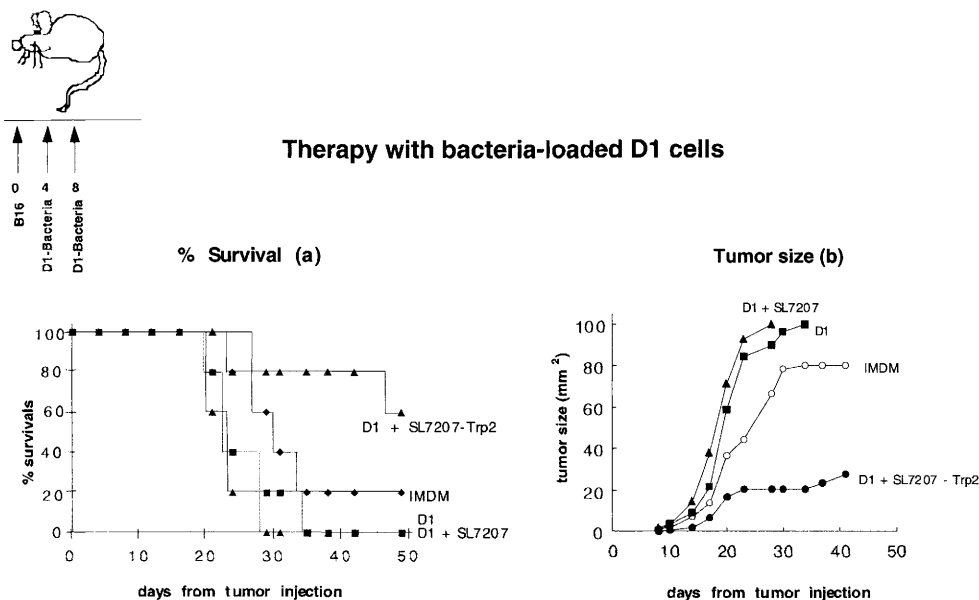 Therapy with bacteria-loaded D1 cells
0
4
8
B16
D1-Bacteria
D1-Bacteria
% Survival (a)
% survivals
100
80
60
40
20
0
0 10 20 30 40 50
days from tumor injection
D1 + SL7207-Trp2
IMDM
D1
D1 + SL7207
Tumor size (b)
tumor size (mm 2)
100
80
60
40
20
0
0 10 20 30 40 50
days from tumor injection
D1 + SL7207
D1
IMDM
D1 + SL7207 - Trp2